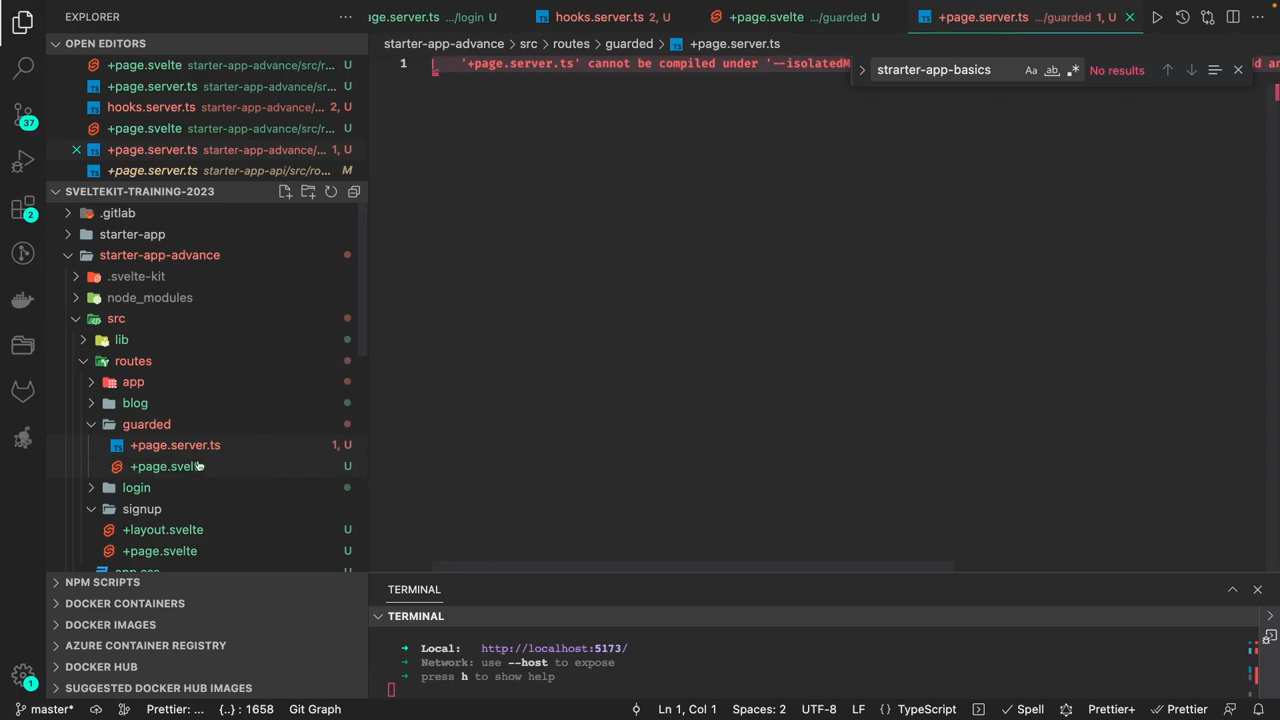 EXPLORER
OPEN EDITORS
+page.svelte starter-app-advance/src/r... U
+page.server.ts starter-app-advance/sr... U
hooks.server.ts starter-app-advance/... 2, U
+page.svelte starter-app-advance/src/r... U
+page.server.ts starter-app-advance/... 1, U
+page.server.ts starter-app-api/src/ro... M
SVELTEKIT-TRAINING-2023
.gitlab
starter-app
starter-app-advance
.svelte-kit
node_modules
src
lib
routes
app
blog
guarded
+page.server.ts 1, U
+page.svelte U
login
signup
+layout.svelte U
+page.svelte U
app.css U
NPM SCRIPTS
DOCKER CONTAINERS
DOCKER IMAGES
AZURE CONTAINER REGISTRY
DOCKER HUB
SUGGESTED DOCKER HUB IMAGES
37
2
1
age.server.ts .../login U
hooks.server.ts 2, U
+page.svelte .../guarded U
+page.server.ts .../guarded 1, U
starter-app-advance > src > routes > guarded > +page.server.ts
1 '+page.server.ts' cannot be compiled under '--isolatedM
strarter-app-basics Aa ab No results
TERMINAL
TERMINAL
➜ Local: http://localhost:5173/
➜ Network: use --host to expose
➜ press h to show help
master* Prettier: ... {..} : 1658 Git Graph Ln 1, Col 1 Spaces: 2 UTF-8 LF {} TypeScript Spell Prettier+ Prettier